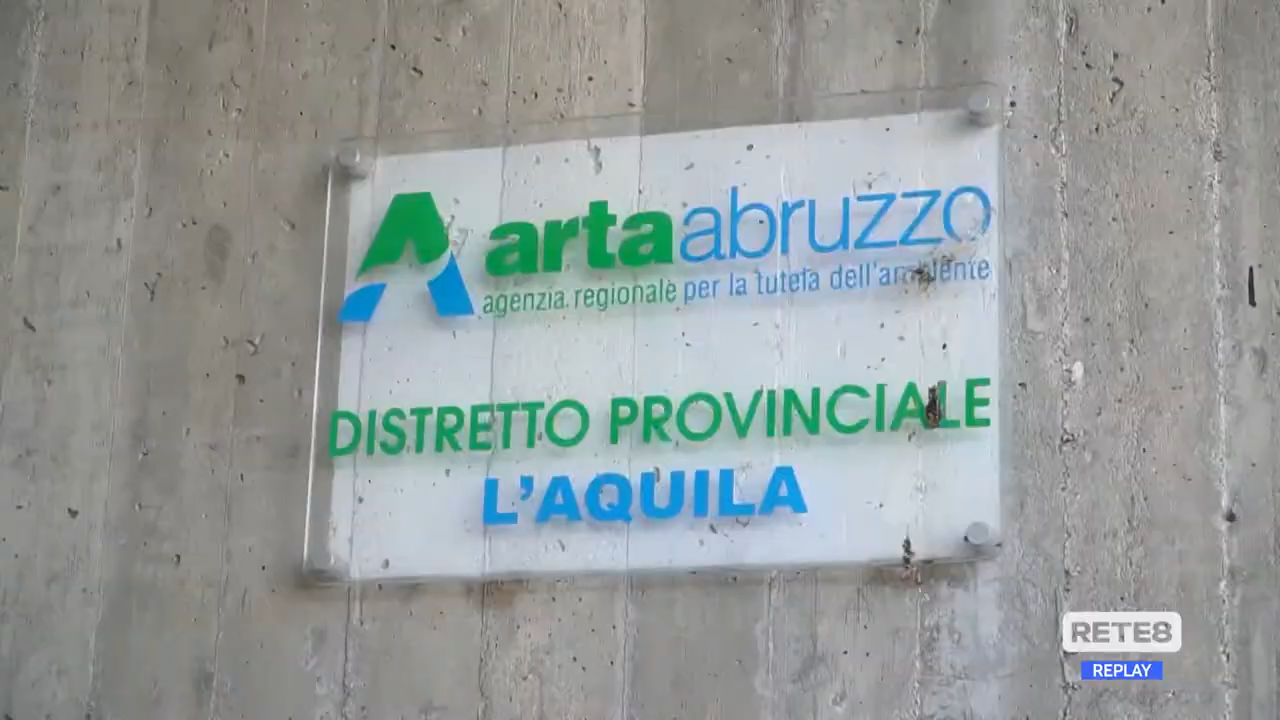 artaabruzzo
agenzia regionale per la tutela dell'ambiente
DISTRETTO PROVINCIALE
L'AQUILA
RETE8
REPLAY